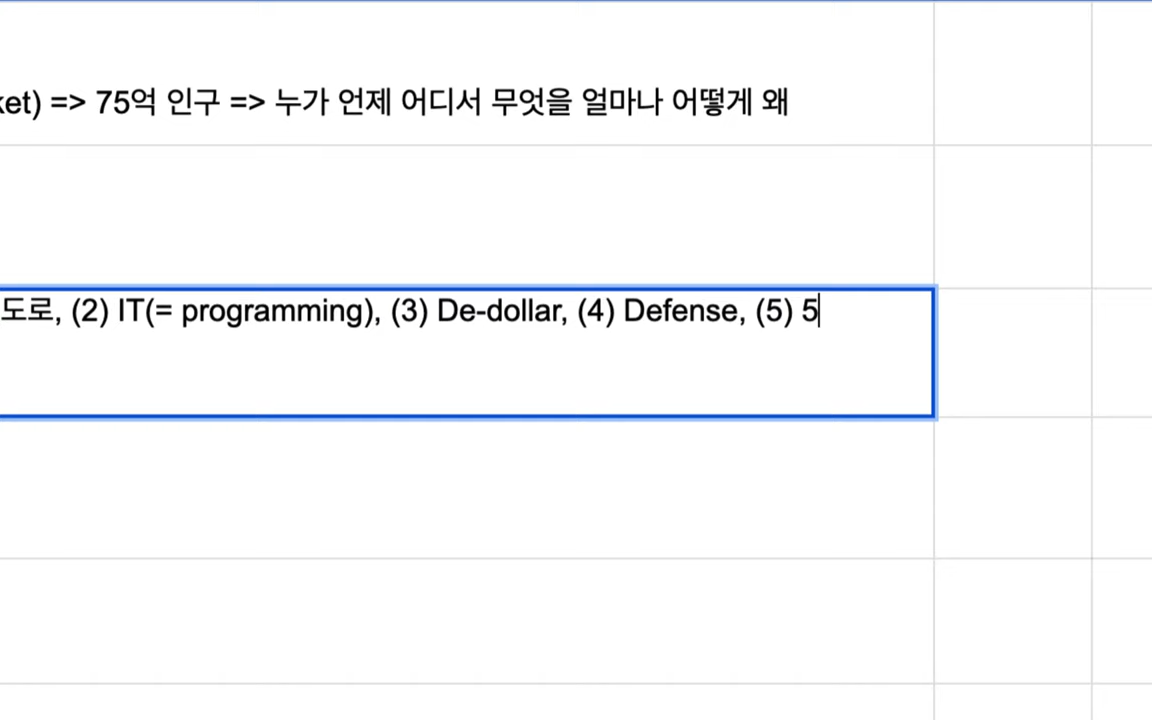 ket) => 75억 인구 => 누가 언제 어디서 무엇을 얼마나 어떻게 왜
도로, (2) IT(= programming), (3) De-dollar, (4) Defense, (5) 5